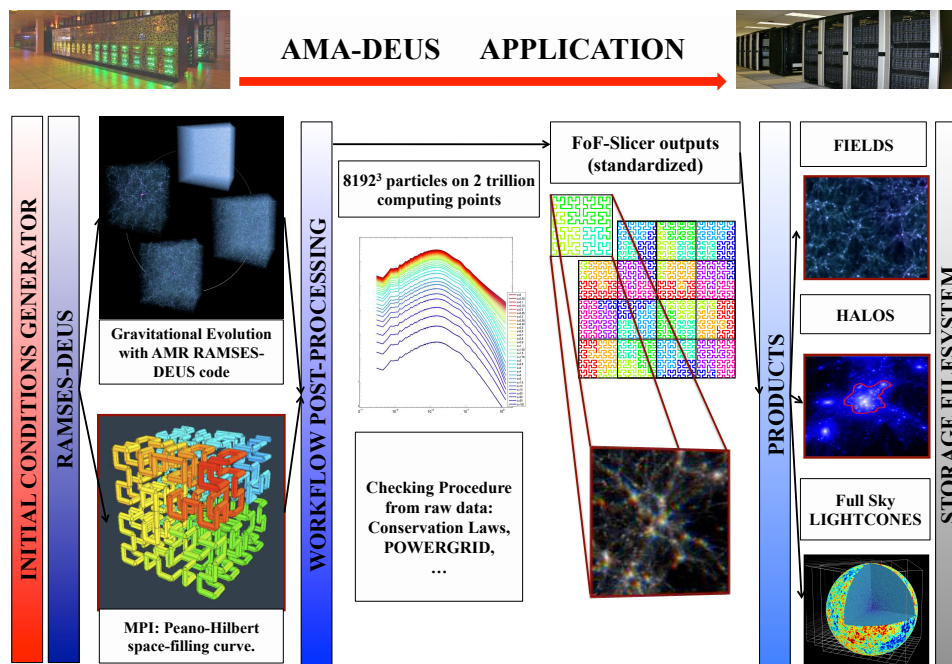 AMA-DEUS APPLICATION
INITIAL CONDITIONS GENERATOR
RAMSES-DEUS
Gravitational Evolution
with AMR RAMSES-
DEUS code
MPI: Peano-Hilbert
space-filling curve.
WORKFLOW POST-PROCESSING
8192³ particles on 2 trillion
computing points
Checking Procedure
from raw data:
Conservation Laws,
POWERGRID,
…
FoF-Slicer outputs
(standardized)
PRODUCTS
FIELDS
HALOS
Full Sky
LIGHTCONES
STORAGE FILESYSTEM